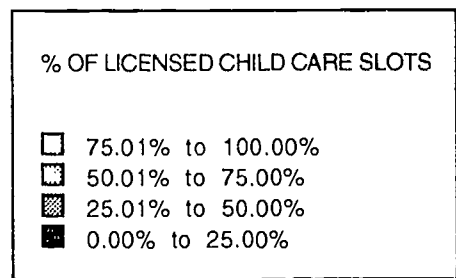 % OF LICENSED CHILD CARE SLOTS
75.01% to 100.00%
50.01% to 75.00%
25.01% to 50.00%
0.00% to 25.00%